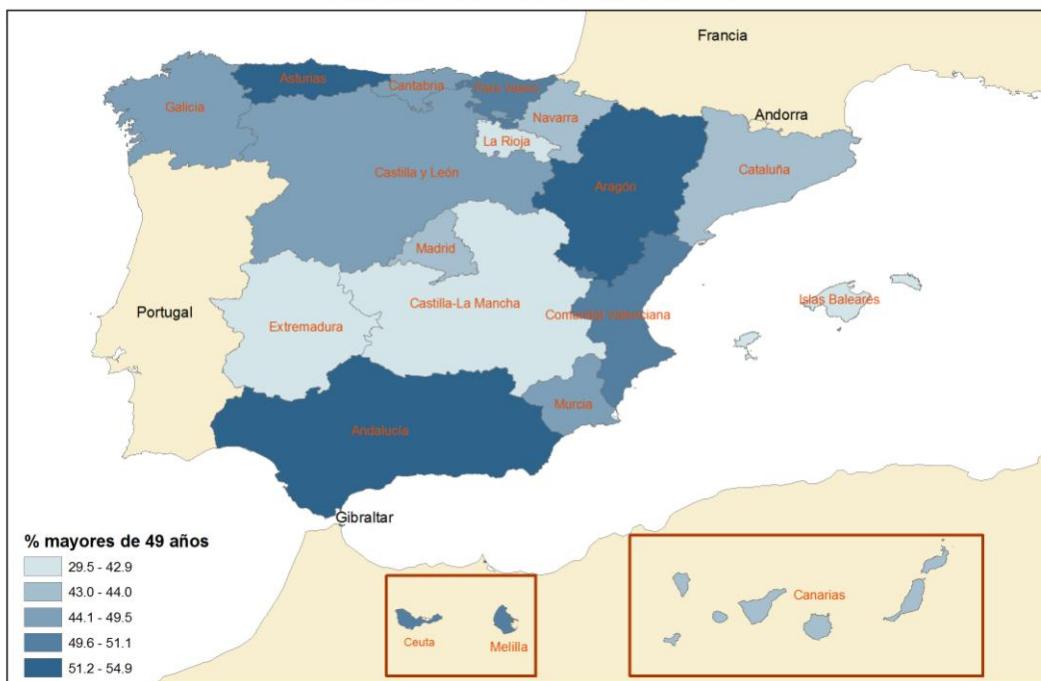 Francia
Andorra
Asturias
Cantabria
País Vasco
Galicia
Navarra
La Rioja
Castilla y León
Aragón
Cataluña
Madrid
Portugal
Extremadura
Castilla-La Mancha
Comunitat Valenciana
Islas Baleares
Murcia
Andalucía
Gibraltar
% mayores de 49 años
29.5 - 42.9
43.0 - 44.0
44.1 - 49.5
49.6 - 51.1
51.2 - 54.9
Ceuta
Melilla
Canarias